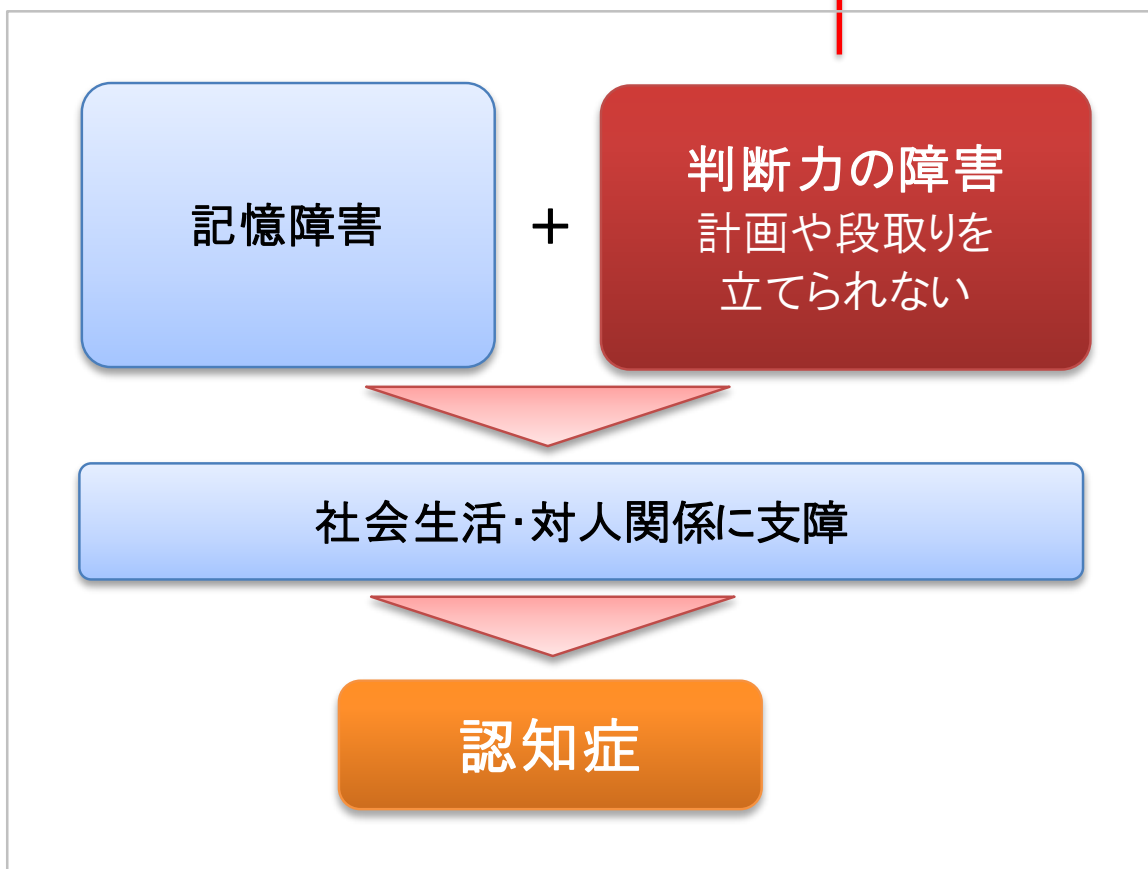 記憶障害
+
判断力の障害
計画や段取りを
立てられない
社会生活・対人関係に支障
認知症